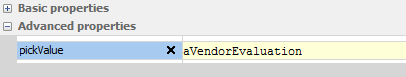 Basic properties
Advanced properties
pickValue aVendorEvaluation